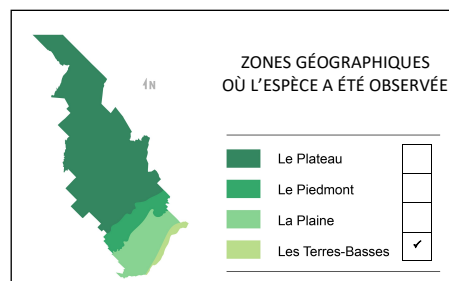 ZONES GÉOGRAPHIQUES
OÙ L'ESPÈCE A ÉTÉ OBSERVÉE
N
Le Plateau
Le Piedmont
La Plaine
Les Terres-Basses ✓